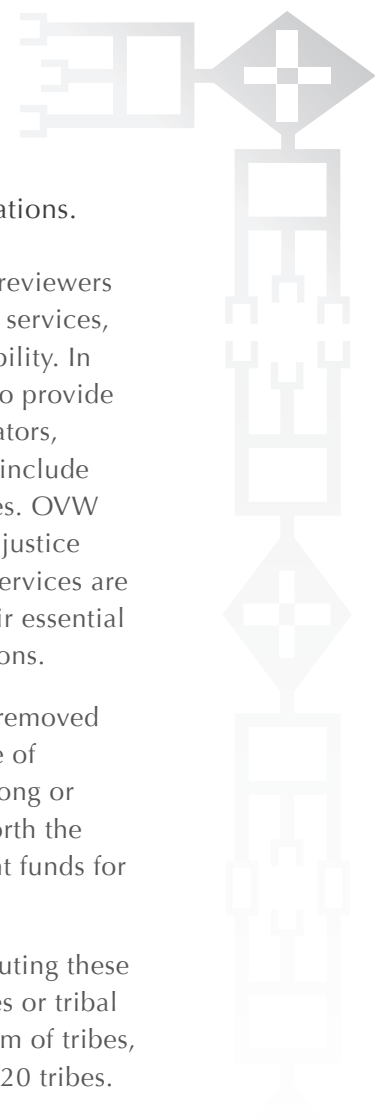 ations.
reviewers
services,
bility. In
o provide
ators,
include
es. OVW
justice
ervices are
ir essential
ons.
removed
e of
ong or
orth the
nt funds for
uting these
es or tribal
m of tribes,
20 tribes.